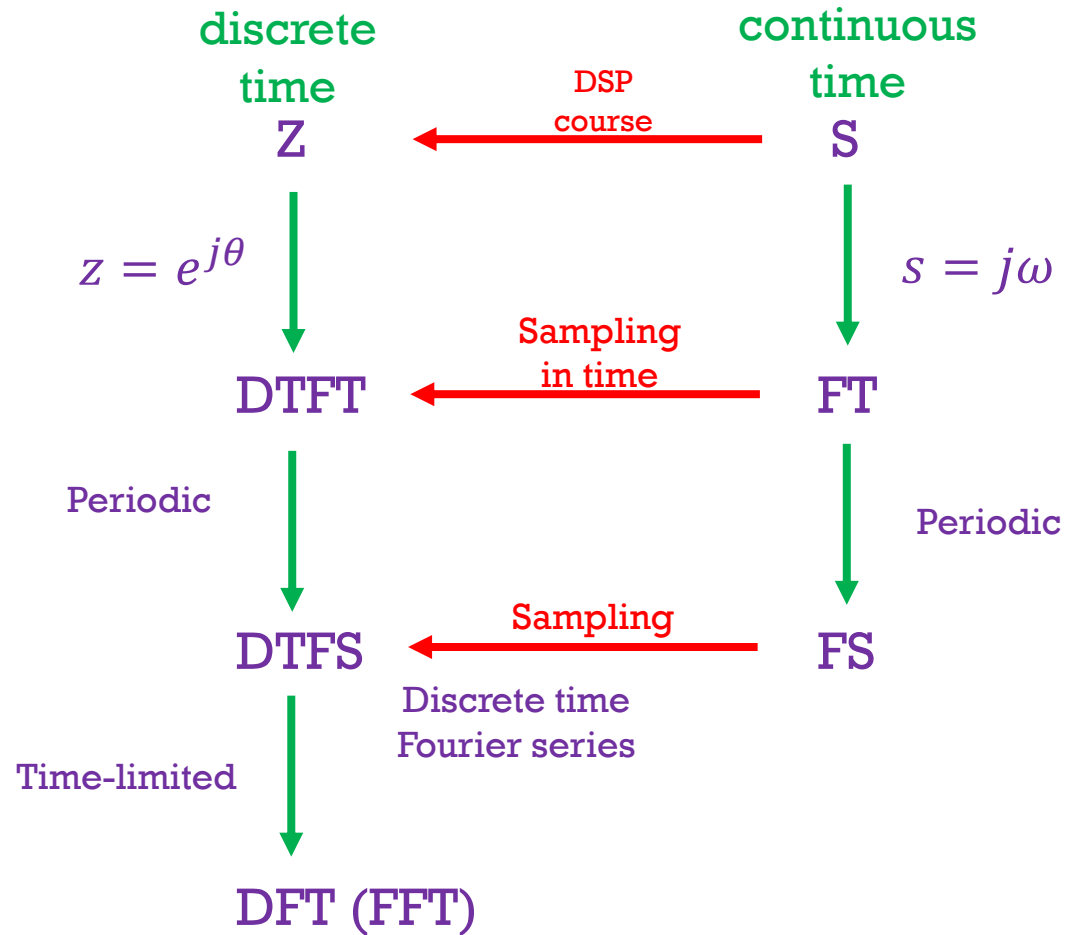 discrete
time
continuous
time
DSP
course
Z
S
z = e^{jθ}
s = jω
Sampling
in time
DTFT
FT
Periodic
Periodic
Sampling
DTFS
FS
Discrete time
Fourier series
Time-limited
DFT (FFT)